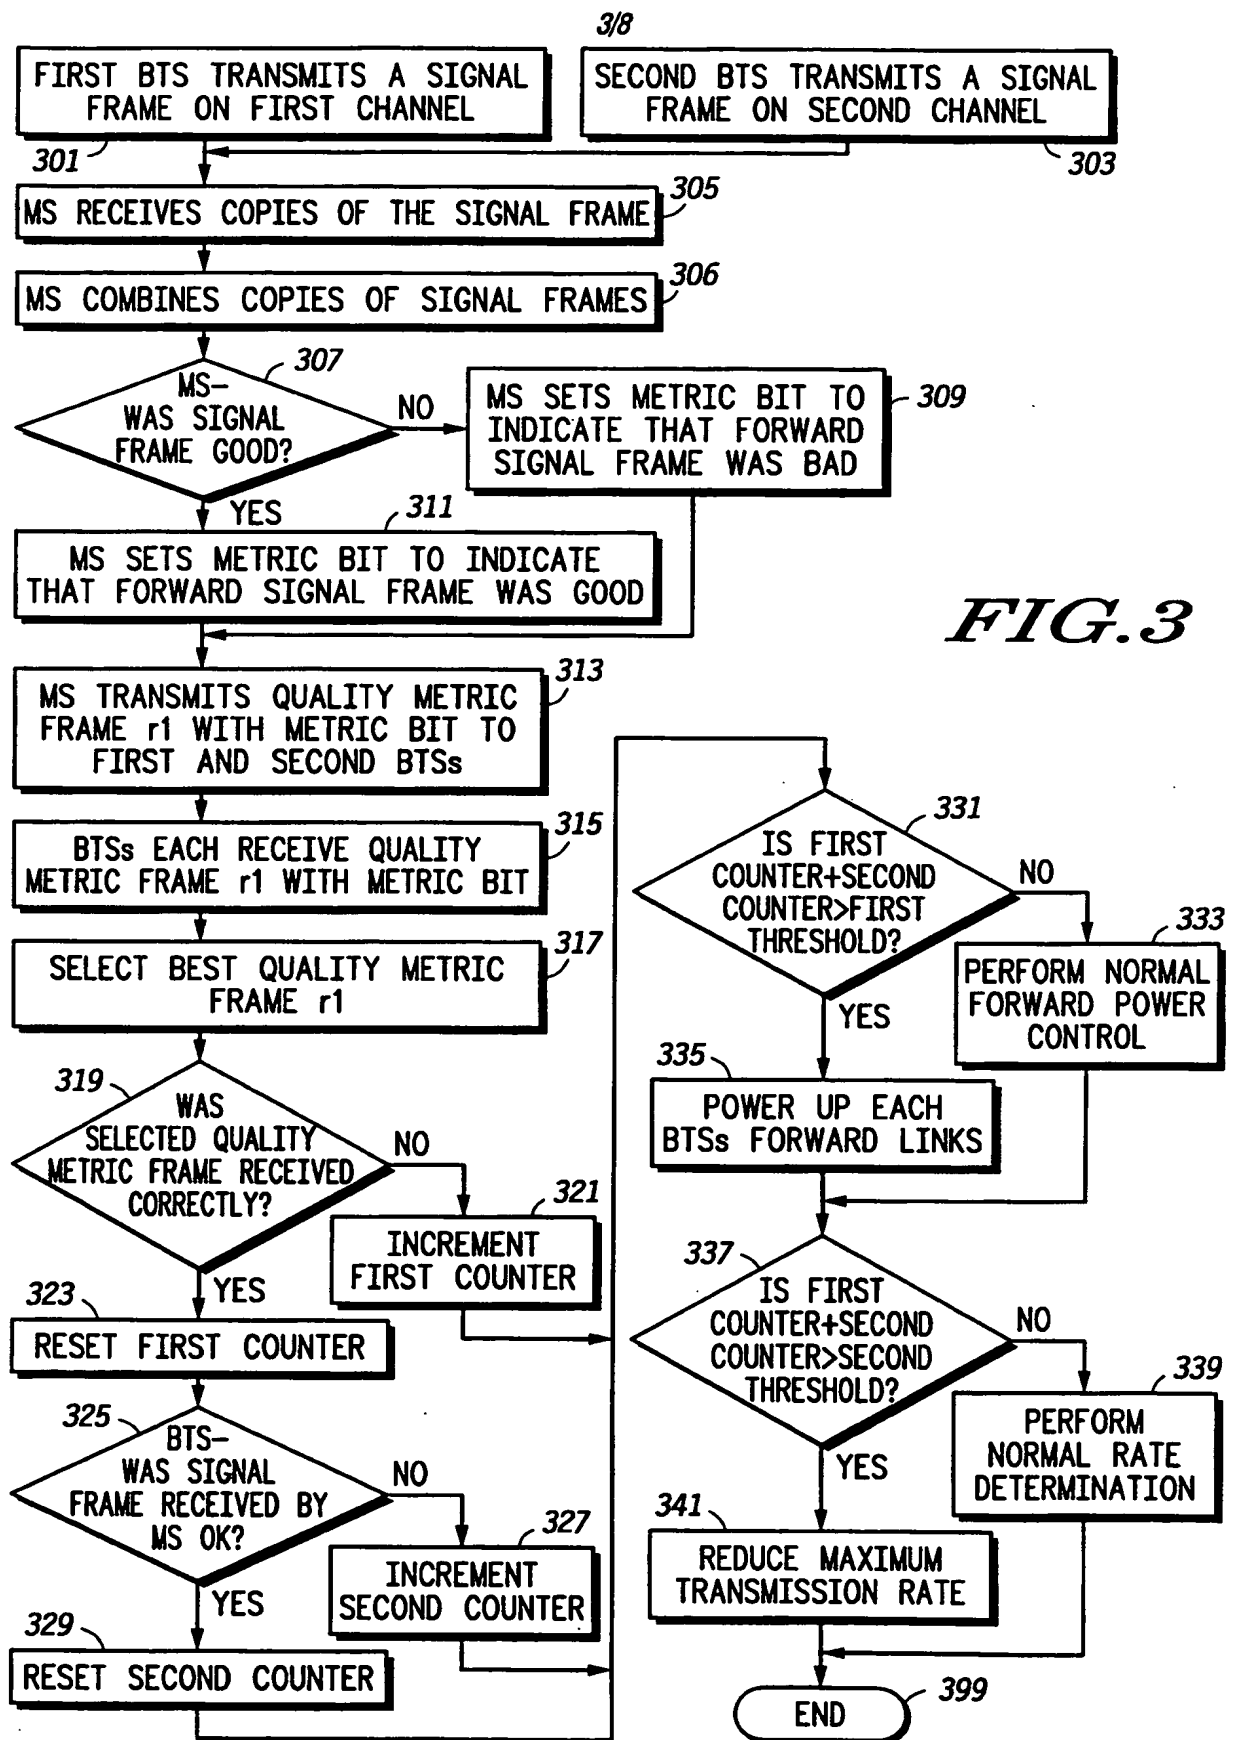 3/8
FIRST BTS TRANSMITS A SIGNAL
FRAME ON FIRST CHANNEL
301
SECOND BTS TRANSMITS A SIGNAL
FRAME ON SECOND CHANNEL
303
MS RECEIVES COPIES OF THE SIGNAL FRAME
305
MS COMBINES COPIES OF SIGNAL FRAMES
306
307
MS-
WAS SIGNAL
FRAME GOOD?
NO
MS SETS METRIC BIT TO
INDICATE THAT FORWARD
SIGNAL FRAME WAS BAD
309
YES
311
MS SETS METRIC BIT TO INDICATE
THAT FORWARD SIGNAL FRAME WAS GOOD
FIG.3
313
MS TRANSMITS QUALITY METRIC
FRAME r1 WITH METRIC BIT TO
FIRST AND SECOND BTSs
315
BTSs EACH RECEIVE QUALITY
METRIC FRAME r1 WITH METRIC BIT
317
SELECT BEST QUALITY METRIC
FRAME r1
319
WAS
SELECTED QUALITY
METRIC FRAME RECEIVED
CORRECTLY?
NO
321
INCREMENT
FIRST COUNTER
YES
323
RESET FIRST COUNTER
325
BTS-
WAS SIGNAL
FRAME RECEIVED BY
MS OK?
NO
327
INCREMENT
SECOND COUNTER
YES
329
RESET SECOND COUNTER
331
IS FIRST
COUNTER+SECOND
COUNTER>FIRST
THRESHOLD?
NO
333
PERFORM NORMAL
FORWARD POWER
CONTROL
YES
335
POWER UP EACH
BTSs FORWARD LINKS
337
IS FIRST
COUNTER+SECOND
COUNTER>SECOND
THRESHOLD?
NO
339
PERFORM
NORMAL RATE
DETERMINATION
YES
341
REDUCE MAXIMUM
TRANSMISSION RATE
END
399